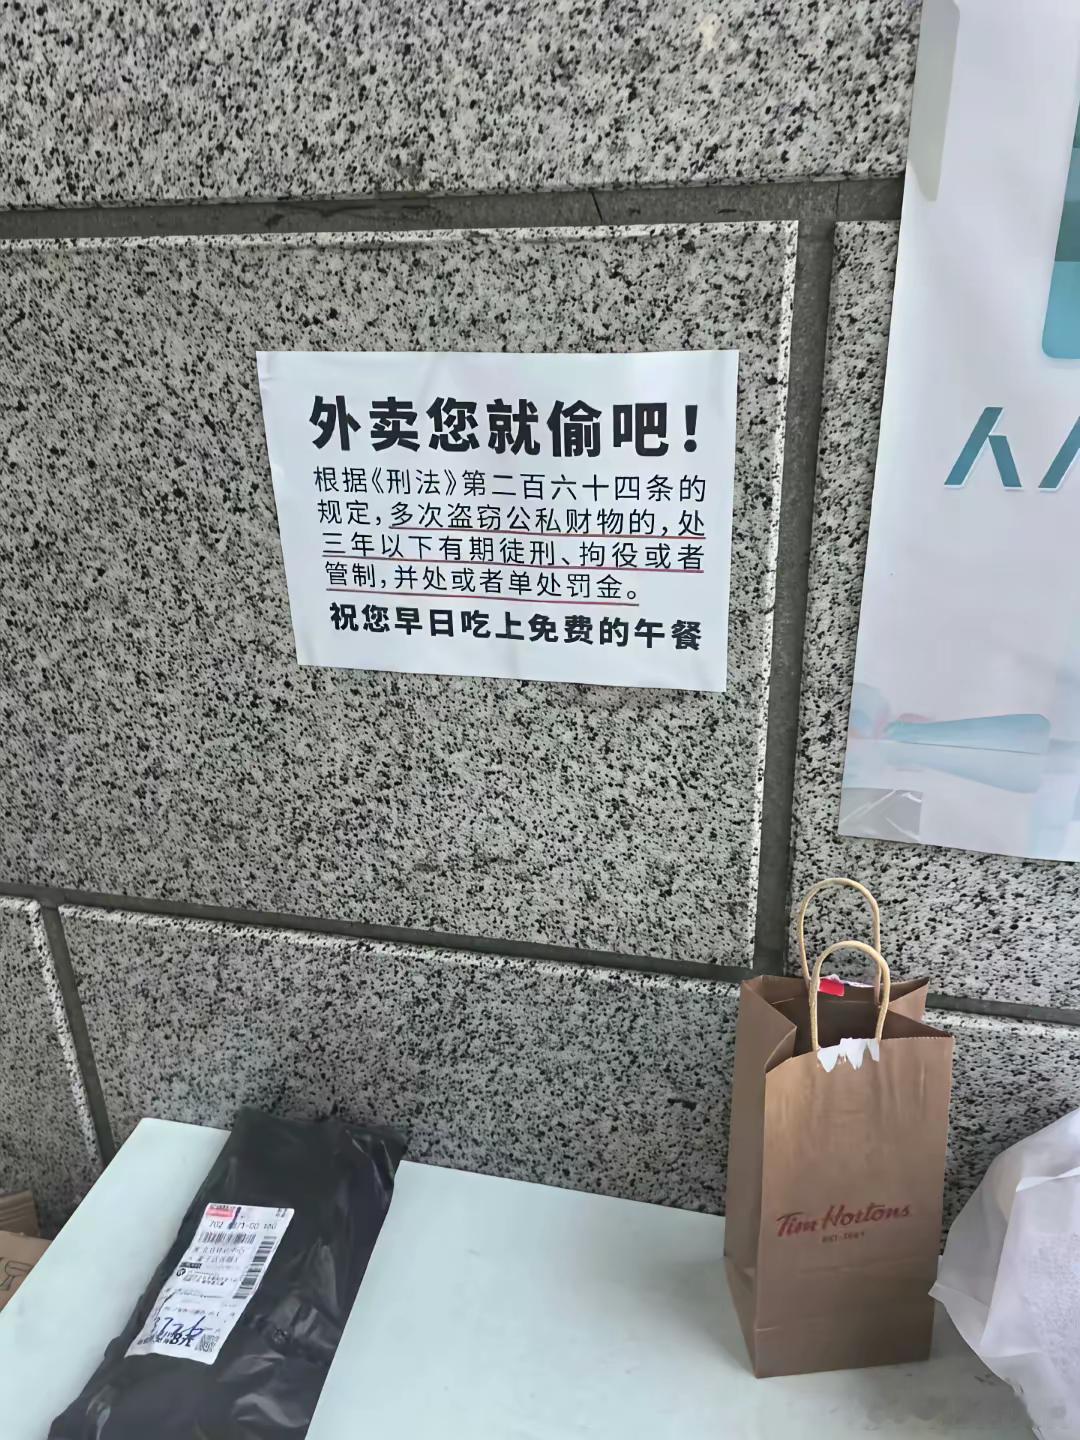 外卖您就偷吧！
根据《刑法》第二百六十四条的
规定，多次盗窃公私财物的，处
三年以下有期徒刑、拘役或者
管制，并处或者单处罚金。
祝您早日吃上免费的午餐
Tim Hortons